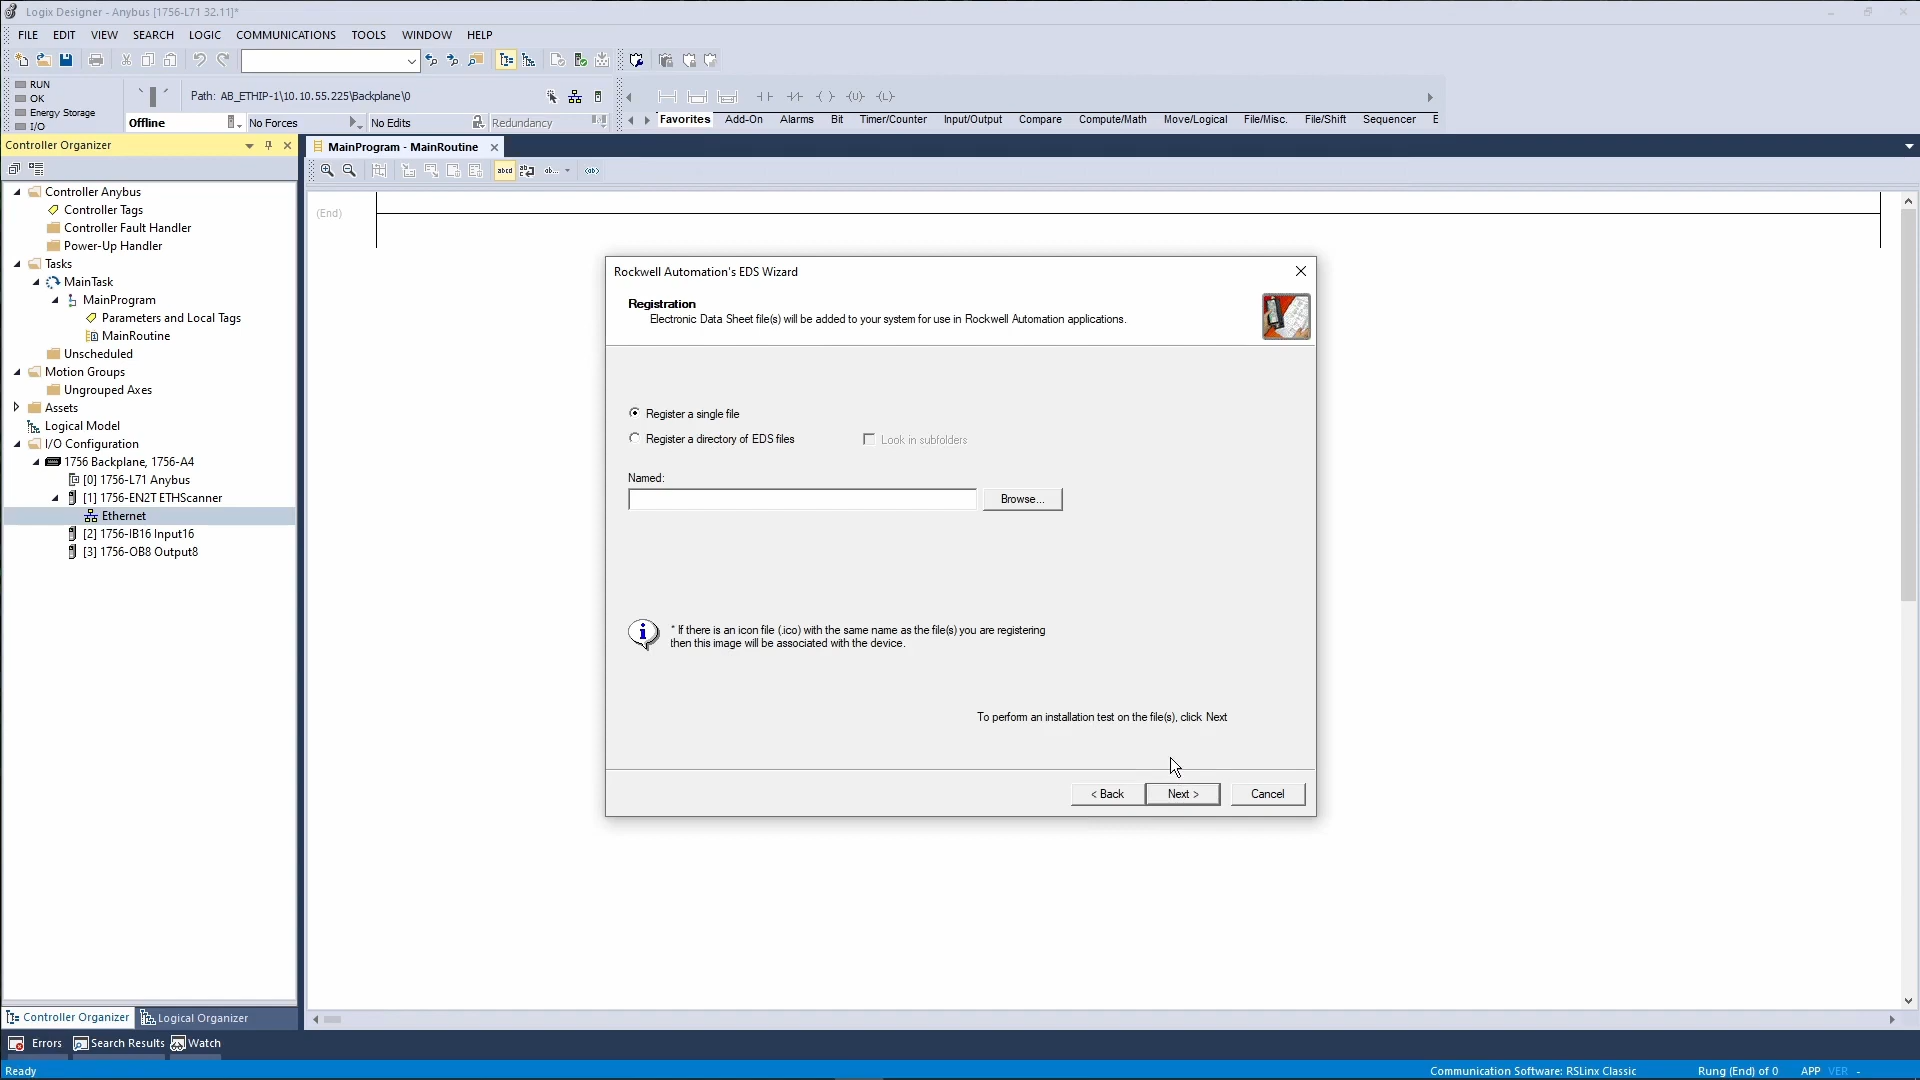 Logix Designer - Anybus [1756-L71 32.11]*
FILE EDIT VIEW SEARCH LOGIC COMMUNICATIONS TOOLS WINDOW HELP
RUN
OK
Energy Storage
I/O
Path: AB_ETHIP-1\10.10.55.225\Backplane\0
Offline
No Forces
No Edits
Redundancy
Favorites Add-On Alarms Bit Timer/Counter Input/Output Compare Compute/Math Move/Logical File/Misc. File/Shift Sequencer E
Controller Organizer
MainProgram - MainRoutine
Controller Anybus
Controller Tags
Controller Fault Handler
Power-Up Handler
Tasks
MainTask
MainProgram
Parameters and Local Tags
MainRoutine
Unscheduled
Motion Groups
Ungrouped Axes
Assets
Logical Model
I/O Configuration
1756 Backplane, 1756-A4
[0] 1756-L71 Anybus
[1] 1756-EN2T ETHScanner
Ethernet
[2] 1756-IB16 Input16
[3] 1756-OB8 Output8
(End)
Rockwell Automation's EDS Wizard
Registration
Electronic Data Sheet file(s) will be added to your system for use in Rockwell Automation applications.
Register a single file
Register a directory of EDS files
Look in subfolders
Named:
Browse...
* If there is an icon file (.ico) with the same name as the file(s) you are registering
then this image will be associated with the device.
To perform an installation test on the file(s), click Next
< Back
Next >
Cancel
Controller Organizer
Logical Organizer
Errors
Search Results
Watch
Ready
Communication Software: RSLinx Classic
Rung (End) of 0
APP VER